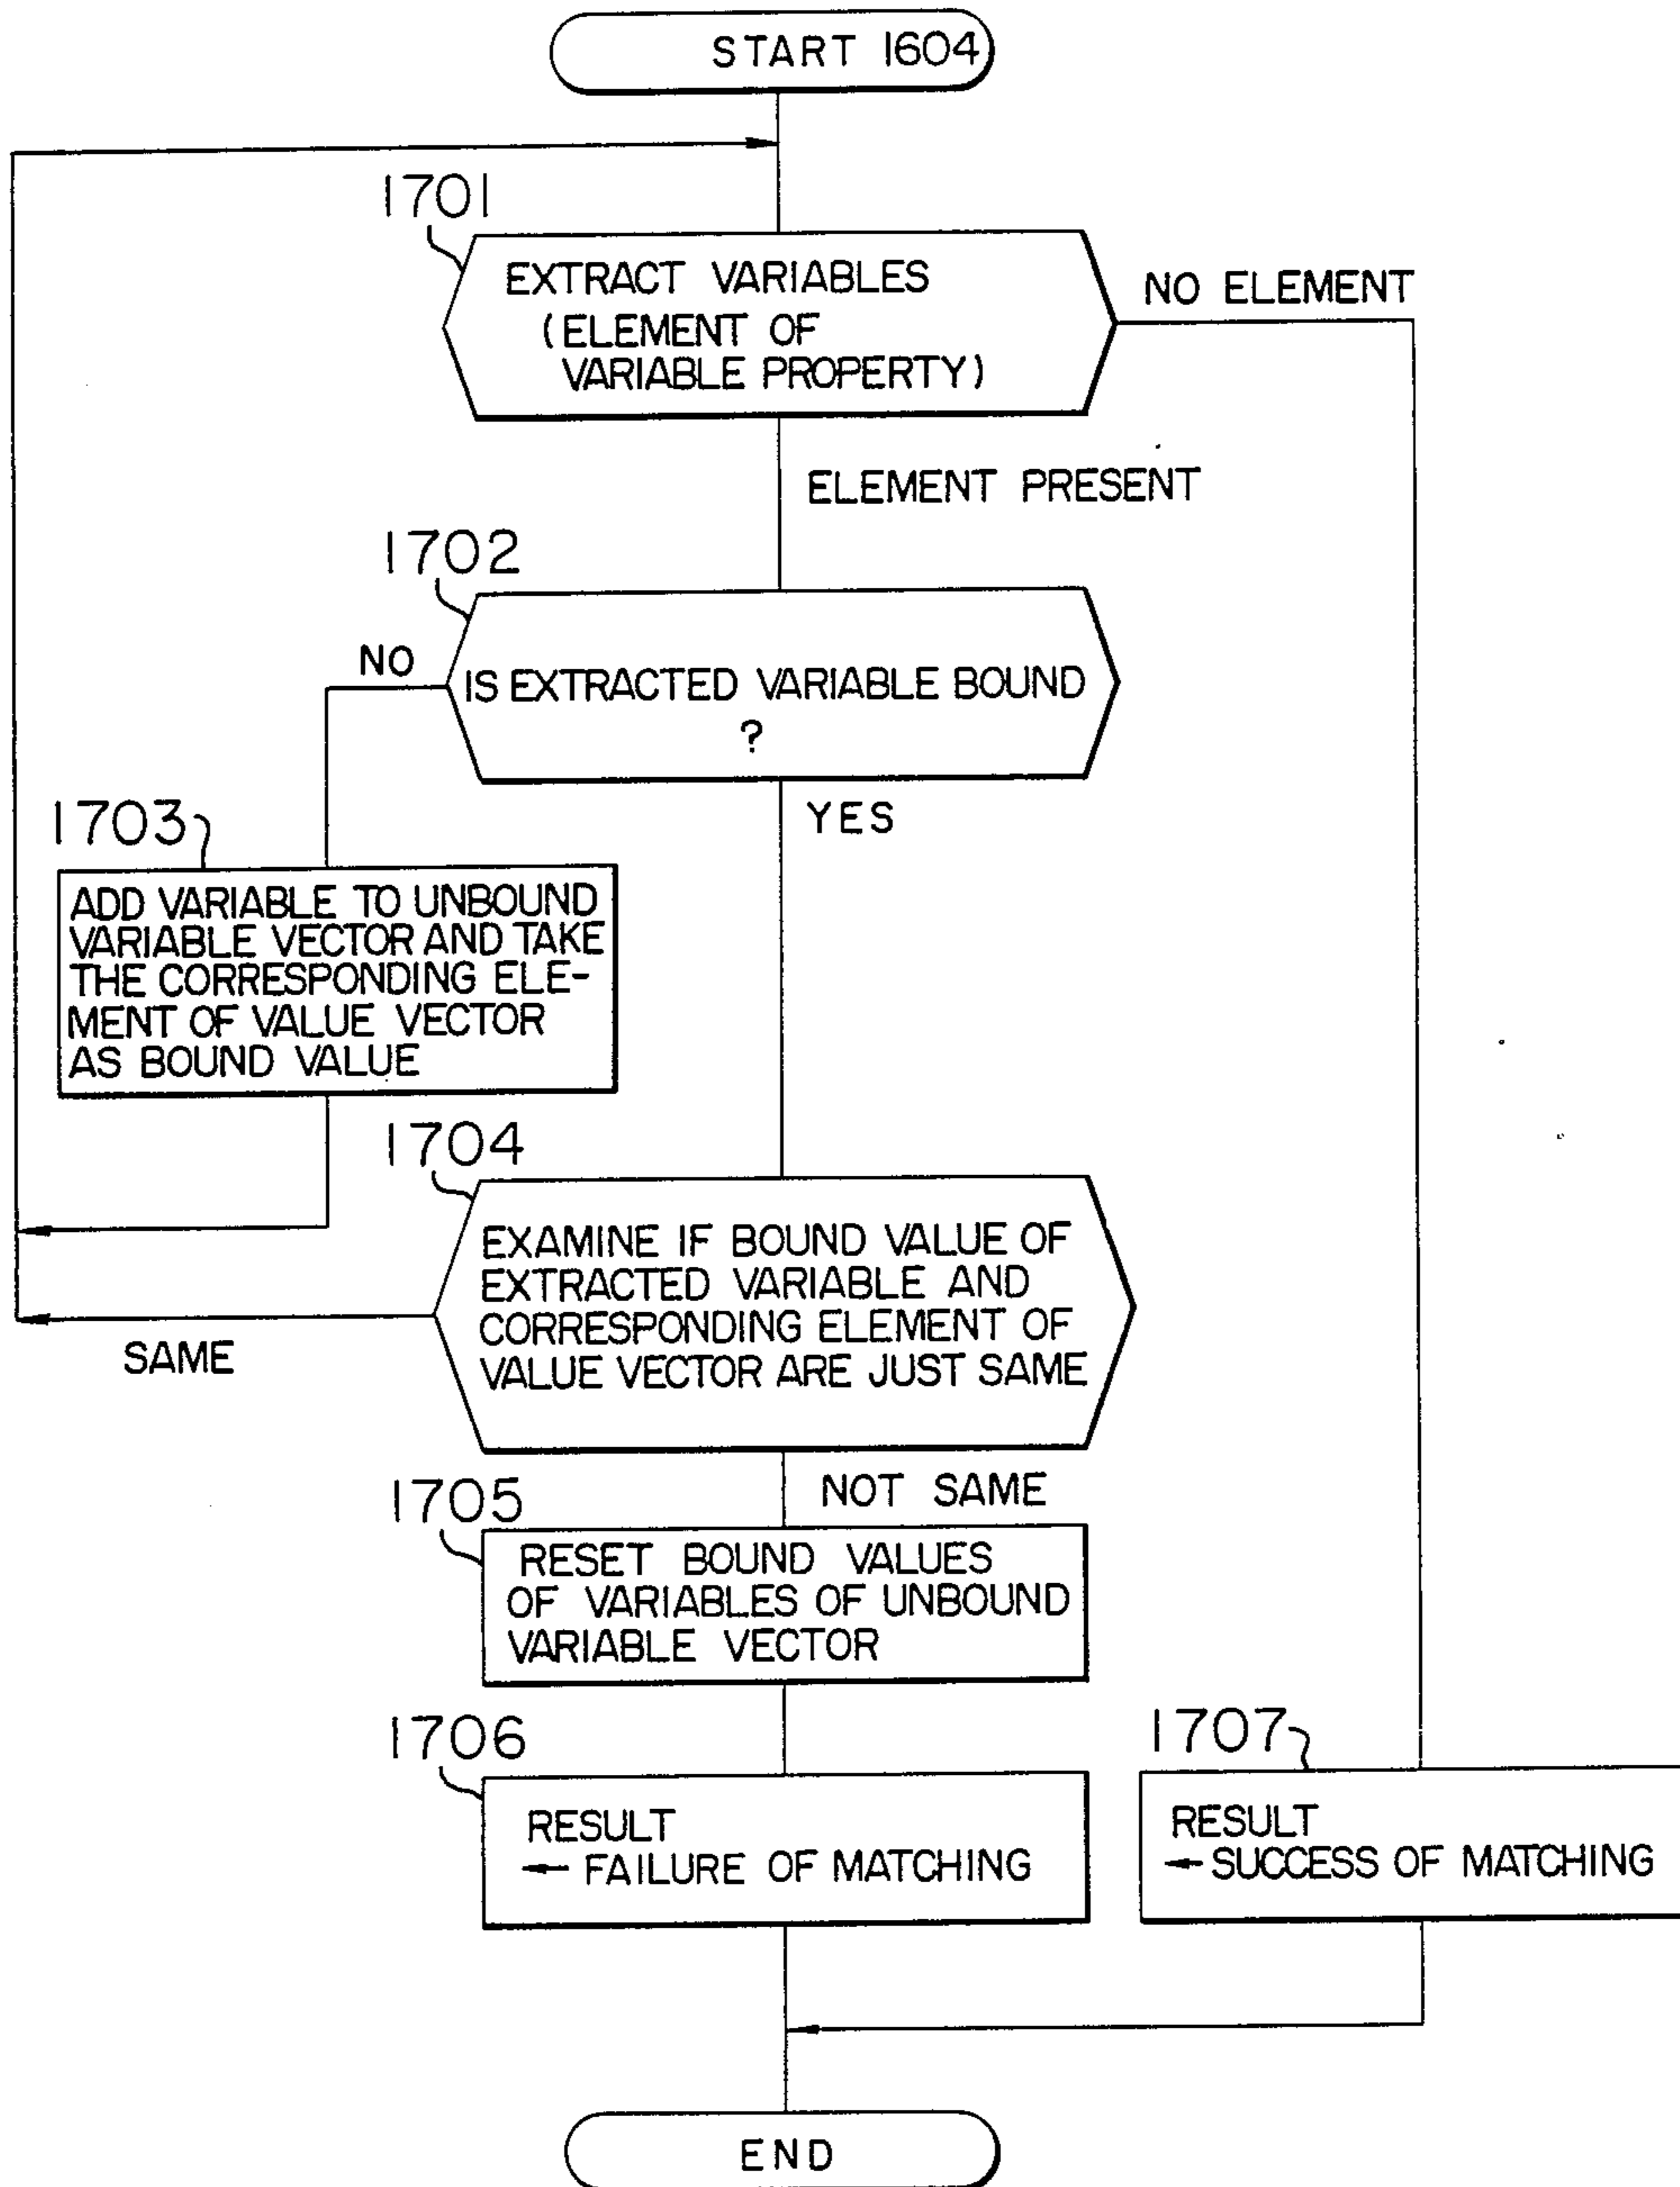 START 1604
1701
EXTRACT VARIABLES
(ELEMENT OF
VARIABLE PROPERTY)
NO ELEMENT
ELEMENT PRESENT
1702
NO
IS EXTRACTED VARIABLE BOUND
?
YES
1703
ADD VARIABLE TO UNBOUND
VARIABLE VECTOR AND TAKE
THE CORRESPONDING ELE-
MENT OF VALUE VECTOR
AS BOUND VALUE
1704
EXAMINE IF BOUND VALUE OF
EXTRACTED VARIABLE AND
CORRESPONDING ELEMENT OF
VALUE VECTOR ARE JUST SAME
SAME
NOT SAME
1705
RESET BOUND VALUES
OF VARIABLES OF UNBOUND
VARIABLE VECTOR
1706
RESULT
← FAILURE OF MATCHING
1707
RESULT
← SUCCESS OF MATCHING
END